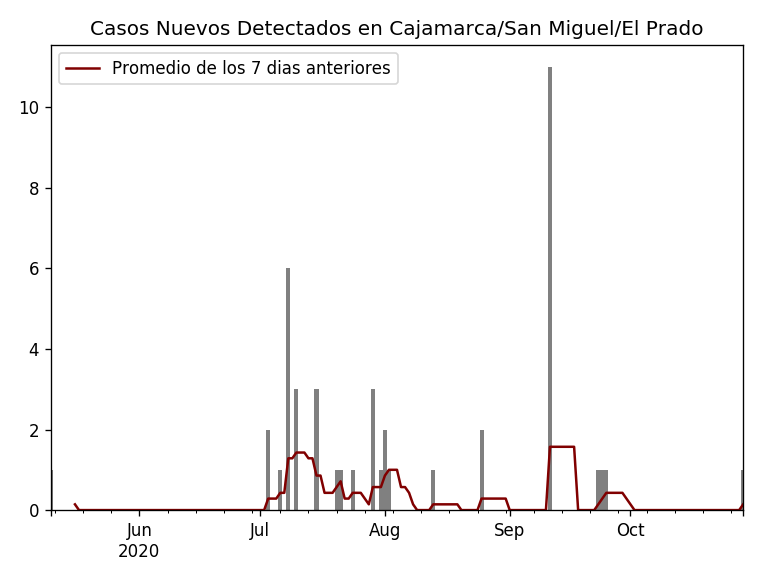 Casos Nuevos Detectados en Cajamarca/San Miguel/El Prado
Promedio de los 7 dias anteriores
10
8
6
4
2
0
Jun Jul Aug Sep Oct
2020